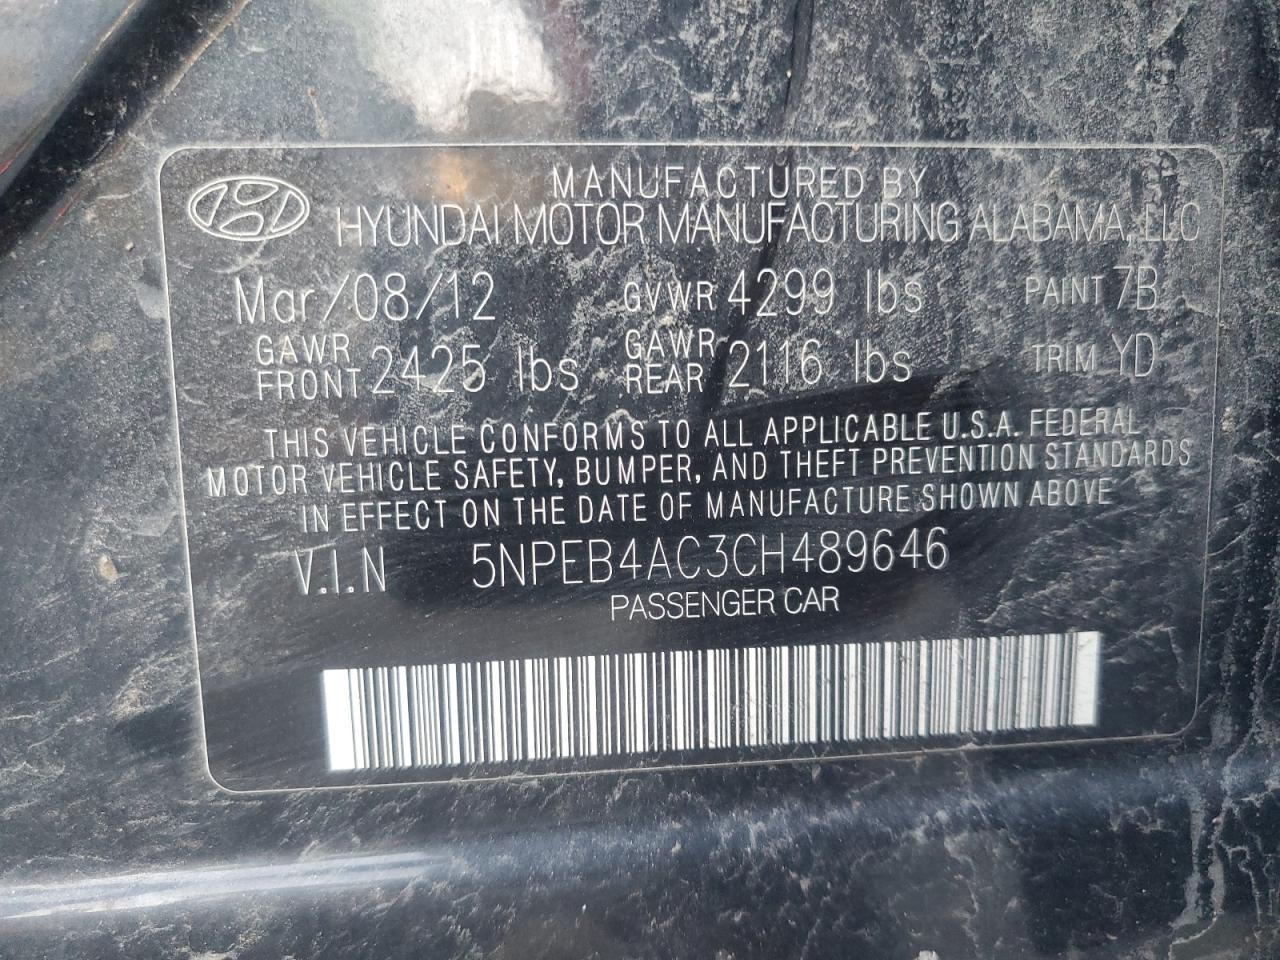 MANUFACTURED BY
HYUNDAI MOTOR MANUFACTURING ALABAMA, LLC
Mar/08/12 GVWR 4299 lbs PAINT 7B
GAWR FRONT 2425 lbs GAWR REAR 2116 lbs TRIM YD
THIS VEHICLE CONFORMS TO ALL APPLICABLE U.S.A. FEDERAL
MOTOR VEHICLE SAFETY, BUMPER, AND THEFT PREVENTION STANDARDS
IN EFFECT ON THE DATE OF MANUFACTURE SHOWN ABOVE
V.I.N 5NPEB4AC3CH489646
PASSENGER CAR